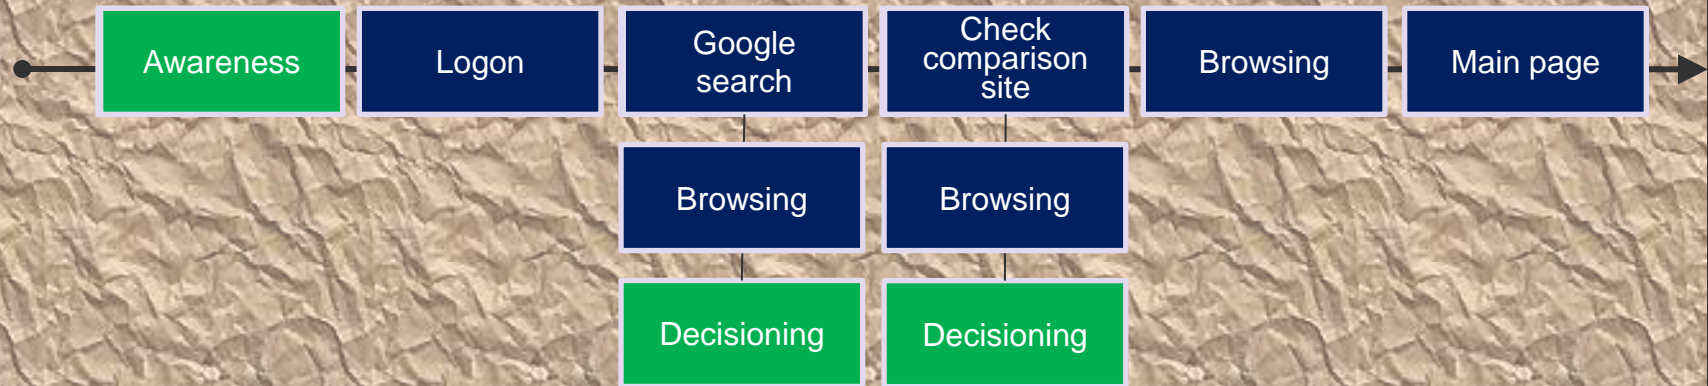 Awareness
Logon
Google
search
Check
comparison
site
Browsing
Main page
Browsing
Browsing
Decisioning
Decisioning